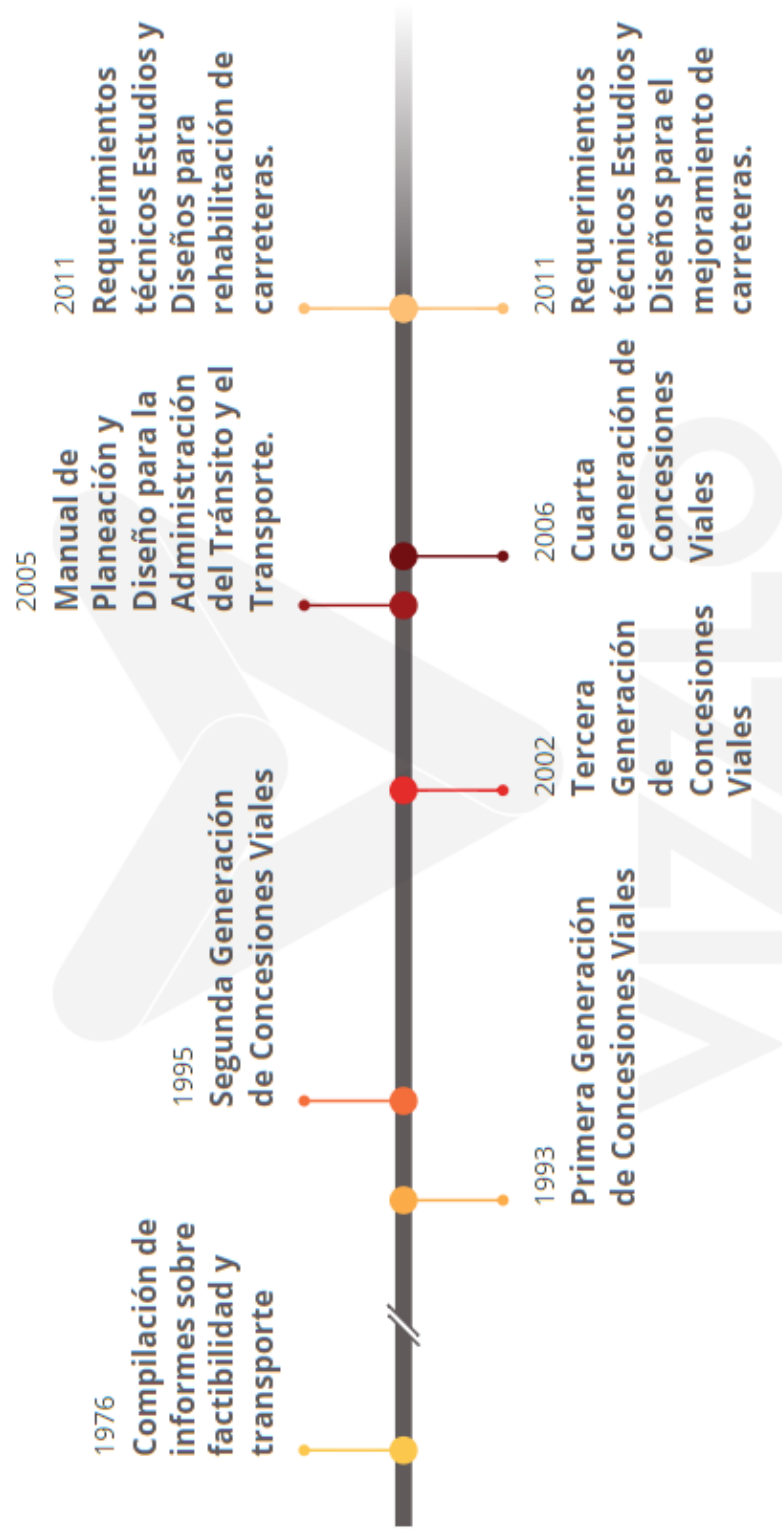 1976
Compilación de
informes sobre
factibilidad y
transporte
1993
Primera Generación
de Concesiones Viales
1995
Segunda Generación
de Concesiones Viales
2002
Tercera
Generación
de
Concesiones
Viales
2005
Manual de
Planeación y
Diseño para la
Administración
del Tránsito y el
Transporte.
2006
Cuarta
Generación de
Concesiones
Viales
2011
Requerimientos
técnicos Estudios y
Diseños para
rehabilitación de
carreteras.
2011
Requerimientos
técnicos Estudios y
Diseños para el
mejoramiento de
carreteras.
VIZZLO